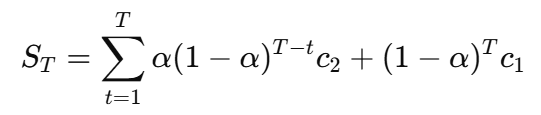 $S_T = \sum_{t=1}^{T} \alpha(1-\alpha)^{T-t} c_2 + (1-\alpha)^T c_1$